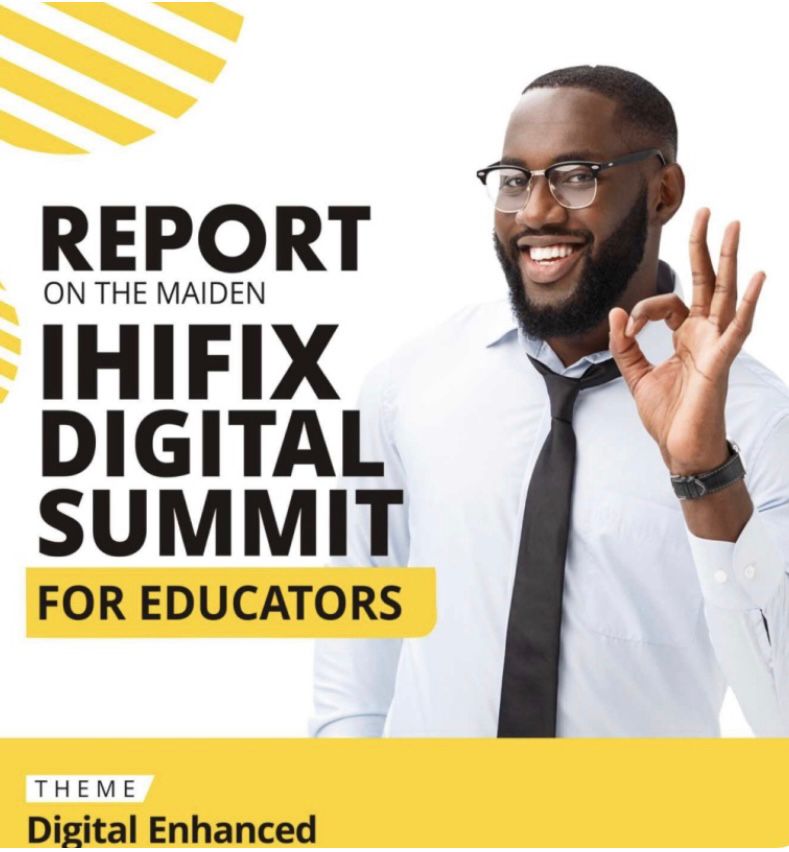 REPORT
ON THE MAIDEN
IHIFIX
DIGITAL
SUMMIT
FOR EDUCATORS
THEME
Digital Enhanced